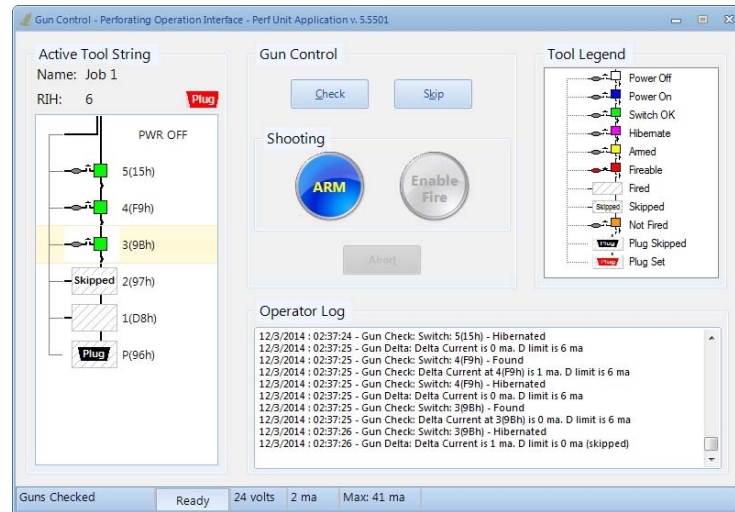 Gun Control - Perforating Operation Interface - Perf Unit Application v. 5.5501
Active Tool String
Name: Job 1
RIH: 6 Plug
PWR OFF
5(15h)
4(F9h)
3(9Bh)
Skipped 2(97h)
1(D8h)
Plug P(96h)
Gun Control
Check Skip
Shooting
ARM
Enable
Fire
Abort
Tool Legend
Power Off
Power On
Switch OK
Hibernate
Armed
Fireable
Fired
Skipped Skipped
Not Fired
Plug Plug Skipped
Plug Plug Set
Operator Log
12/3/2014 : 02:37:24 - Gun Check: Switch: 5(15h) - Hibernated
12/3/2014 : 02:37:25 - Gun Delta: Delta Current is 0 ma. D limit is 6 ma
12/3/2014 : 02:37:25 - Gun Check: Switch: 4(F9h) - Found
12/3/2014 : 02:37:25 - Gun Check: Delta Current at 4(F9h) is 1 ma. D limit is 6 ma
12/3/2014 : 02:37:25 - Gun Check: Switch: 4(F9h) - Hibernated
12/3/2014 : 02:37:25 - Gun Delta: Delta Current is 0 ma. D limit is 6 ma
12/3/2014 : 02:37:25 - Gun Check: Switch: 3(9Bh) - Found
12/3/2014 : 02:37:25 - Gun Check: Delta Current at 3(9Bh) is 0 ma. D limit is 6 ma
12/3/2014 : 02:37:26 - Gun Check: Switch: 3(9Bh) - Hibernated
12/3/2014 : 02:37:26 - Gun Delta: Delta Current is 1 ma. D limit is 0 ma (skipped)
Guns Checked Ready 24 volts 2 ma Max: 41 ma